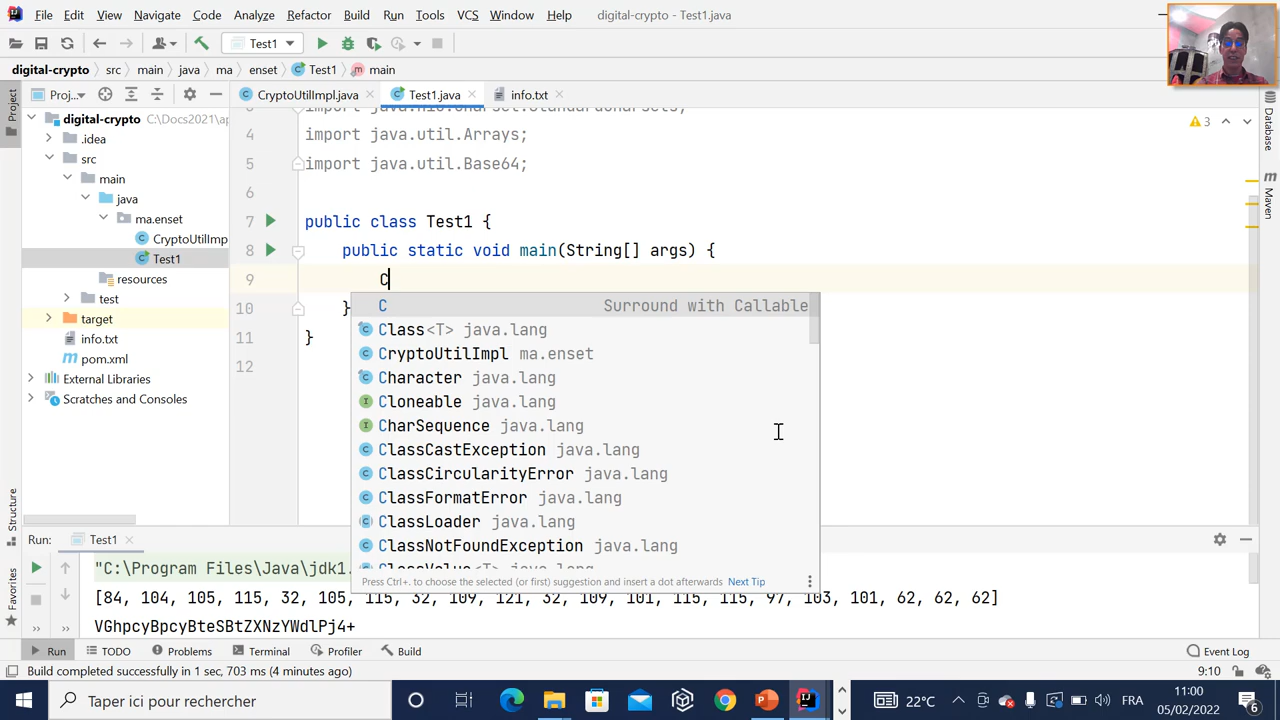 File Edit View Navigate Code Analyze Refactor Build Run Tools VCS Window Help digital-crypto - Test1.java
Test1
digital-crypto src main java ma enset Test1 main
Project
Proj...
CryptoUtilImpl.java Test1.java info.txt
digital-crypto C:\Docs2021\ap
.idea
src
main
java
ma.enset
CryptoUtilImp
Test1
resources
test
target
info.txt
pom.xml
External Libraries
Scratches and Consoles
4 import java.util.Arrays;
5 import java.util.Base64;
6
7 public class Test1 {
8 public static void main(String[] args) {
9 C
10 }
11 }
12
3
C Surround with Callable
Class<T> java.lang
CryptoUtilImpl ma.enset
Character java.lang
Cloneable java.lang
CharSequence java.lang
ClassCastException java.lang
ClassCircularityError java.lang
ClassFormatError java.lang
ClassLoader java.lang
ClassNotFoundException java.lang
ClassValue<T> java.lang
Press Ctrl+. to choose the selected (or first) suggestion and insert a dot afterwards Next Tip
Database
Maven
Structure
Favorites
Run: Test1
"C:\Program Files\Java\jdk1.
[84, 104, 105, 115, 32, 105, 115, 32, 109, 121, 32, 109, 101, 115, 115, 97, 103, 101, 62, 62, 62]
VGhpcyBpcyBteSBtZXNzYWdlPj4+
Run TODO Problems Terminal Profiler Build Event Log
Build completed successfully in 1 sec, 703 ms (4 minutes ago) 9:10
Taper ici pour rechercher
22°C
FRA
11:00
05/02/2022
6